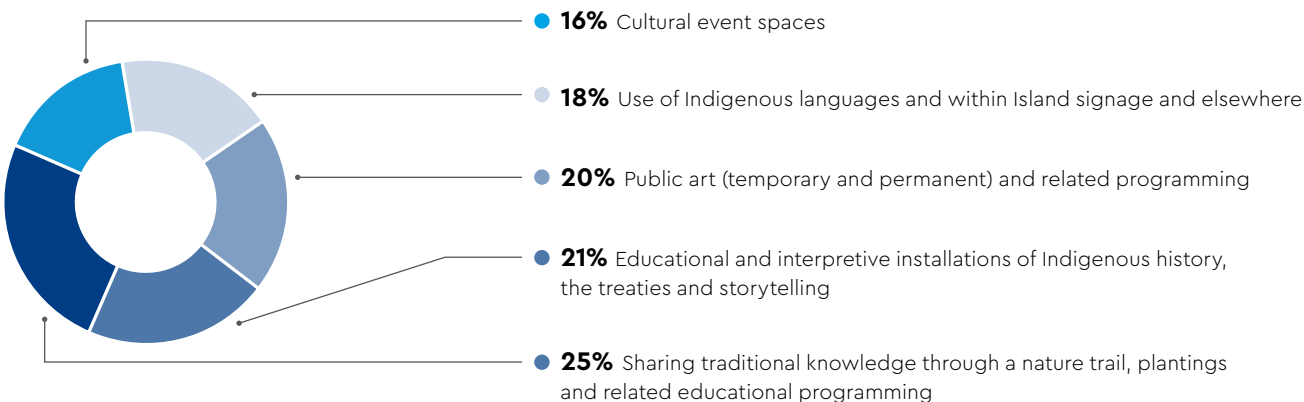 16% Cultural event spaces
18% Use of Indigenous languages and within Island signage and elsewhere
20% Public art (temporary and permanent) and related programming
21% Educational and interpretive installations of Indigenous history,
the treaties and storytelling
25% Sharing traditional knowledge through a nature trail, plantings
and related educational programming